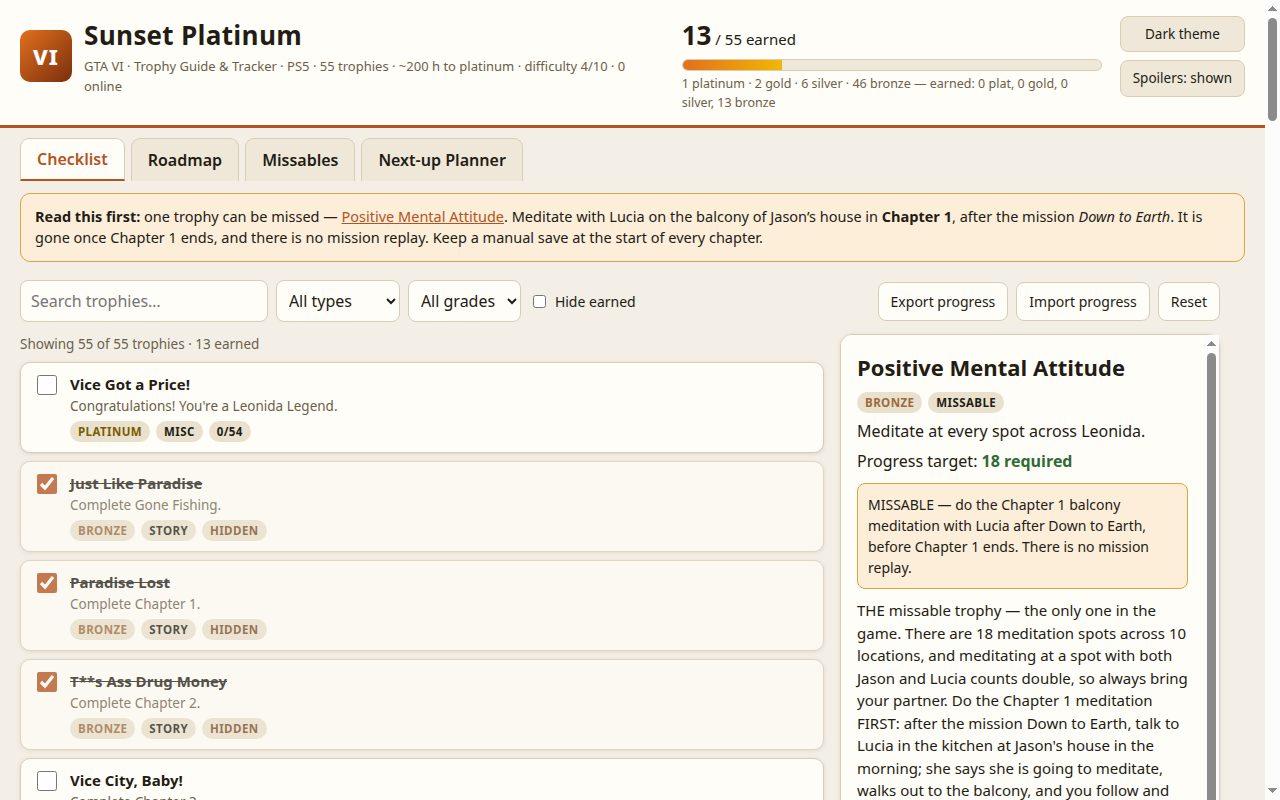 VI
Sunset Platinum
GTA VI · Trophy Guide & Tracker · PS5 · 55 trophies · ~200 h to platinum · difficulty 4/10 · 0
online
13 / 55 earned
1 platinum · 2 gold · 6 silver · 46 bronze — earned: 0 plat, 0 gold, 0
silver, 13 bronze
Dark theme
Spoilers: shown
Checklist
Roadmap
Missables
Next-up Planner
Read this first: one trophy can be missed — Positive Mental Attitude. Meditate with Lucia on the balcony of Jason’s house in Chapter 1, after the mission Down to Earth. It is
gone once Chapter 1 ends, and there is no mission replay. Keep a manual save at the start of every chapter.
Search trophies...
All types
All grades
Hide earned
Export progress
Import progress
Reset
Showing 55 of 55 trophies · 13 earned
Vice Got a Price!
Congratulations! You're a Leonida Legend.
PLATINUM
MISC
0/54
Just Like Paradise
Complete Gone Fishing.
BRONZE
STORY
HIDDEN
Paradise Lost
Complete Chapter 1.
BRONZE
STORY
HIDDEN
T**s Ass Drug Money
Complete Chapter 2.
BRONZE
STORY
HIDDEN
Vice City, Baby!
Complete Chapter 3.
Positive Mental Attitude
BRONZE
MISSABLE
Meditate at every spot across Leonida.
Progress target: 18 required
MISSABLE — do the Chapter 1 balcony
meditation with Lucia after Down to Earth,
before Chapter 1 ends. There is no mission
replay.
THE missable trophy — the only one in the
game. There are 18 meditation spots across 10
locations, and meditating at a spot with both
Jason and Lucia counts double, so always bring
your partner. Do the Chapter 1 meditation
FIRST: after the mission Down to Earth, talk to
Lucia in the kitchen at Jason's house in the
morning; she says she is going to meditate,
walks out to the balcony, and you follow and